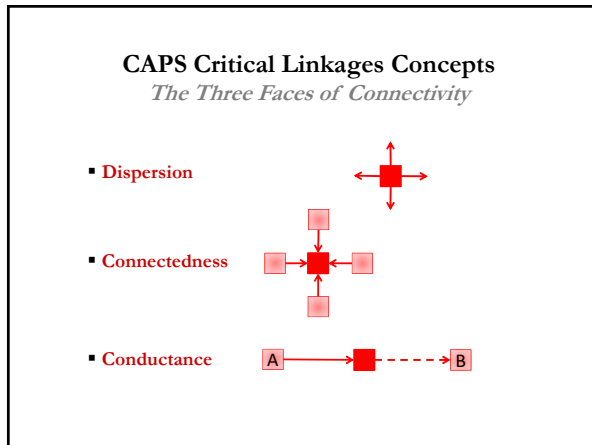 CAPS Critical Linkages Concepts
The Three Faces of Connectivity
▪ Dispersion
▪ Connectedness
▪ Conductance
A B